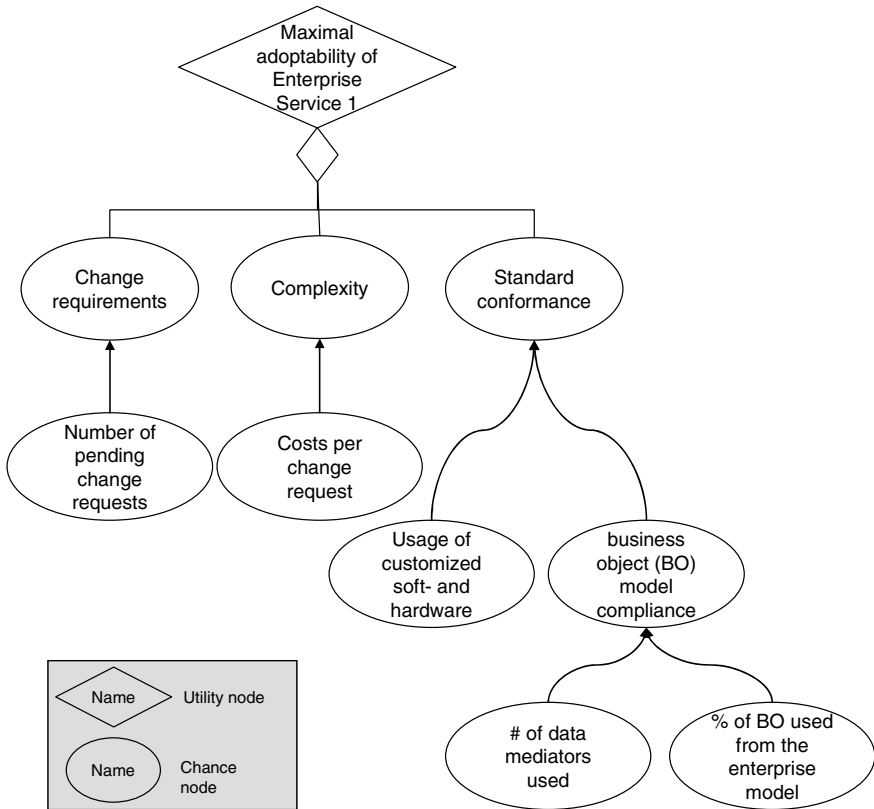 Maximal
adoptability of
Enterprise
Service 1
Change
requirements
Complexity
Standard
conformance
Number of
pending
change
requests
Costs per
change
request
Usage of
customized
soft- and
hardware
business
object (BO)
model
compliance
# of data
mediators
used
% of BO used
from the
enterprise
model
Name
Utility node
Name
Chance
node